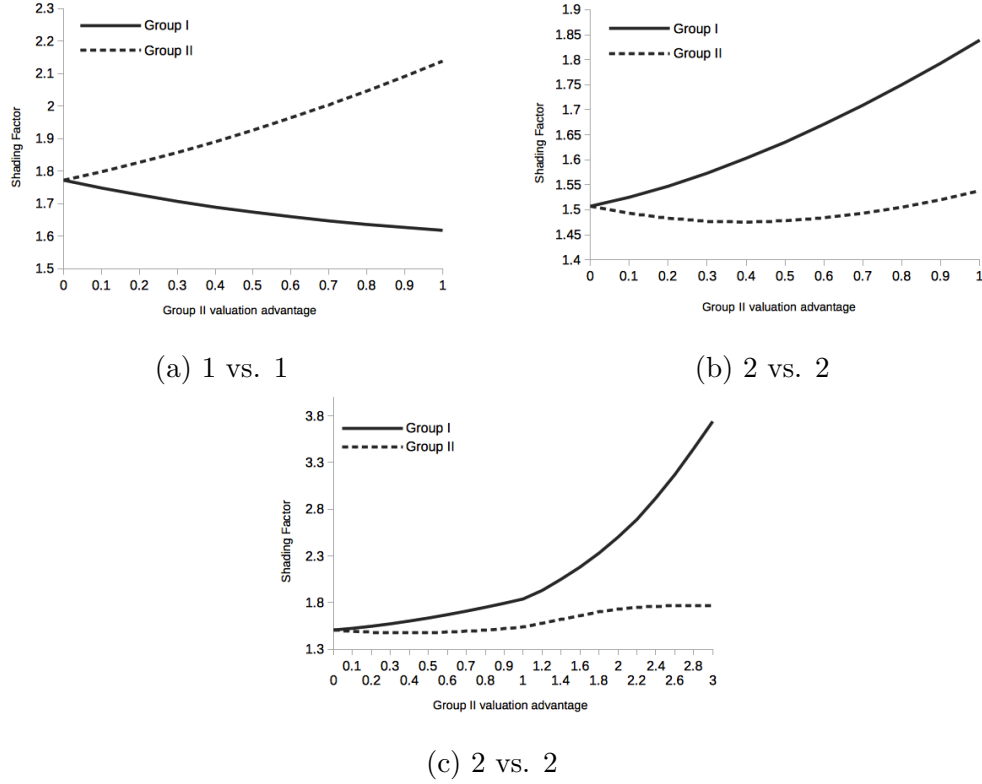 2.3
2.2
2.1
2
1.9
1.8
1.7
1.6
1.5
Shading Factor
Group I
Group II
0 0.1 0.2 0.3 0.4 0.5 0.6 0.7 0.8 0.9 1
Group II valuation advantage
(a) 1 vs. 1
1.9
1.85
1.8
1.75
1.7
1.65
1.6
1.55
1.5
1.45
1.4
Shading Factor
Group I
Group II
0 0.1 0.2 0.3 0.4 0.5 0.6 0.7 0.8 0.9 1
Group II valuation advantage
(b) 2 vs. 2
3.8
3.3
2.8
2.3
1.8
1.3
Shading Factor
Group I
Group II
0.1 0.3 0.5 0.7 0.9 1.2 1.6 2 2.4 2.8
0 0.2 0.4 0.6 0.8 1 1.4 1.8 2.2 2.6 3
Group II valuation advantage
(c) 2 vs. 2